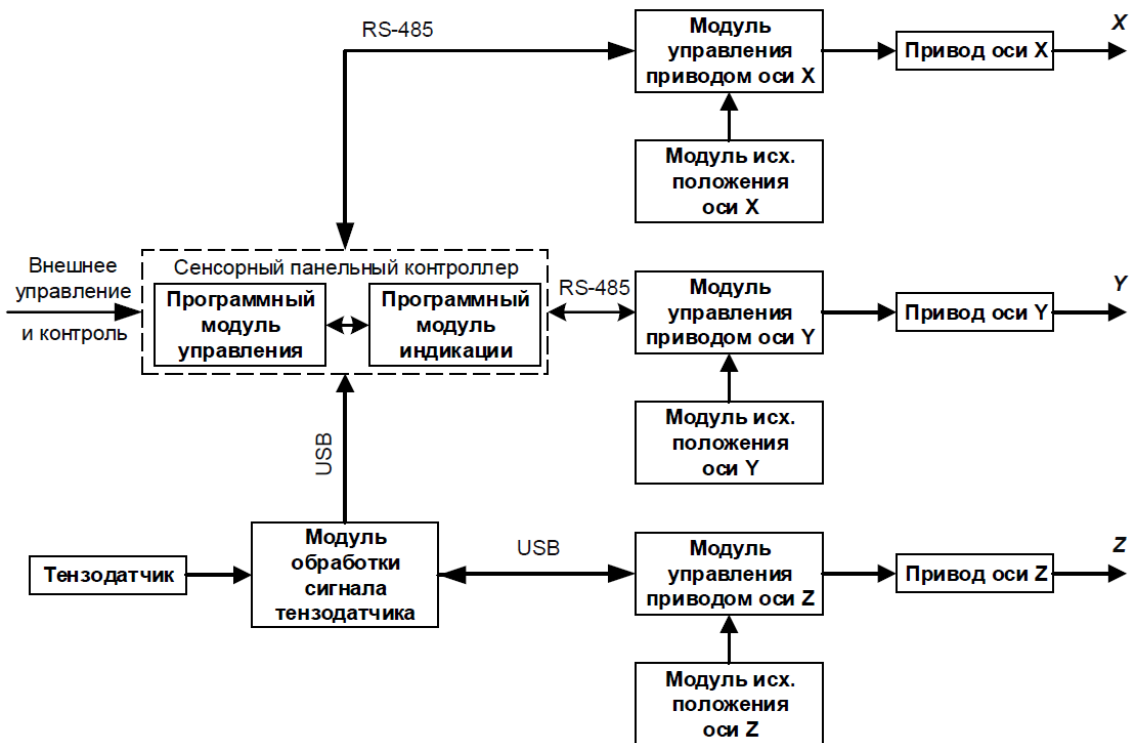 RS-485
Модуль
управления
приводом оси X
Привод оси X
X
Модуль исх.
положения
оси X
Внешнее
управление
и контроль
Сенсорный панельный контроллер
Программный
модуль
управления
Программный
модуль
индикации
RS-485
Модуль
управления
приводом оси Y
Привод оси Y
Y
Модуль исх.
положения
оси Y
USB
Тензодатчик
Модуль
обработки
сигнала
тензодатчика
USB
Модуль
управления
приводом оси Z
Привод оси Z
Z
Модуль исх.
положения
оси Z